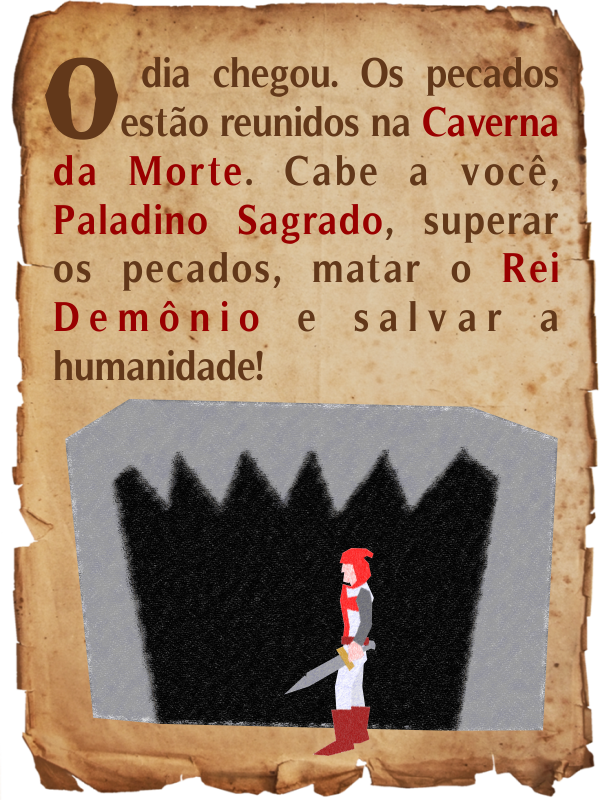 O dia chegou. Os pecados
estão reunidos na Caverna
da Morte. Cabe a você,
Paladino Sagrado, superar
os pecados, matar o Rei
Demônio e salvar a
humanidade!